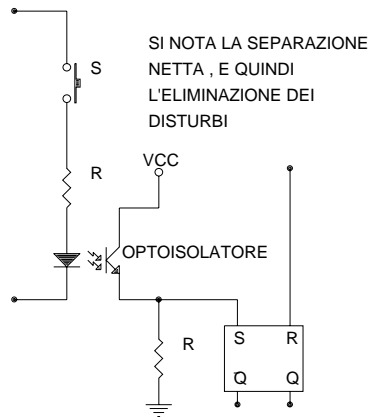 SI NOTA LA SEPARAZIONE
NETTA , E QUINDI
L'ELIMINAZIONE DEI
DISTURBI
S
R
VCC
OPTOISOLATORE
R
S R
Q Q